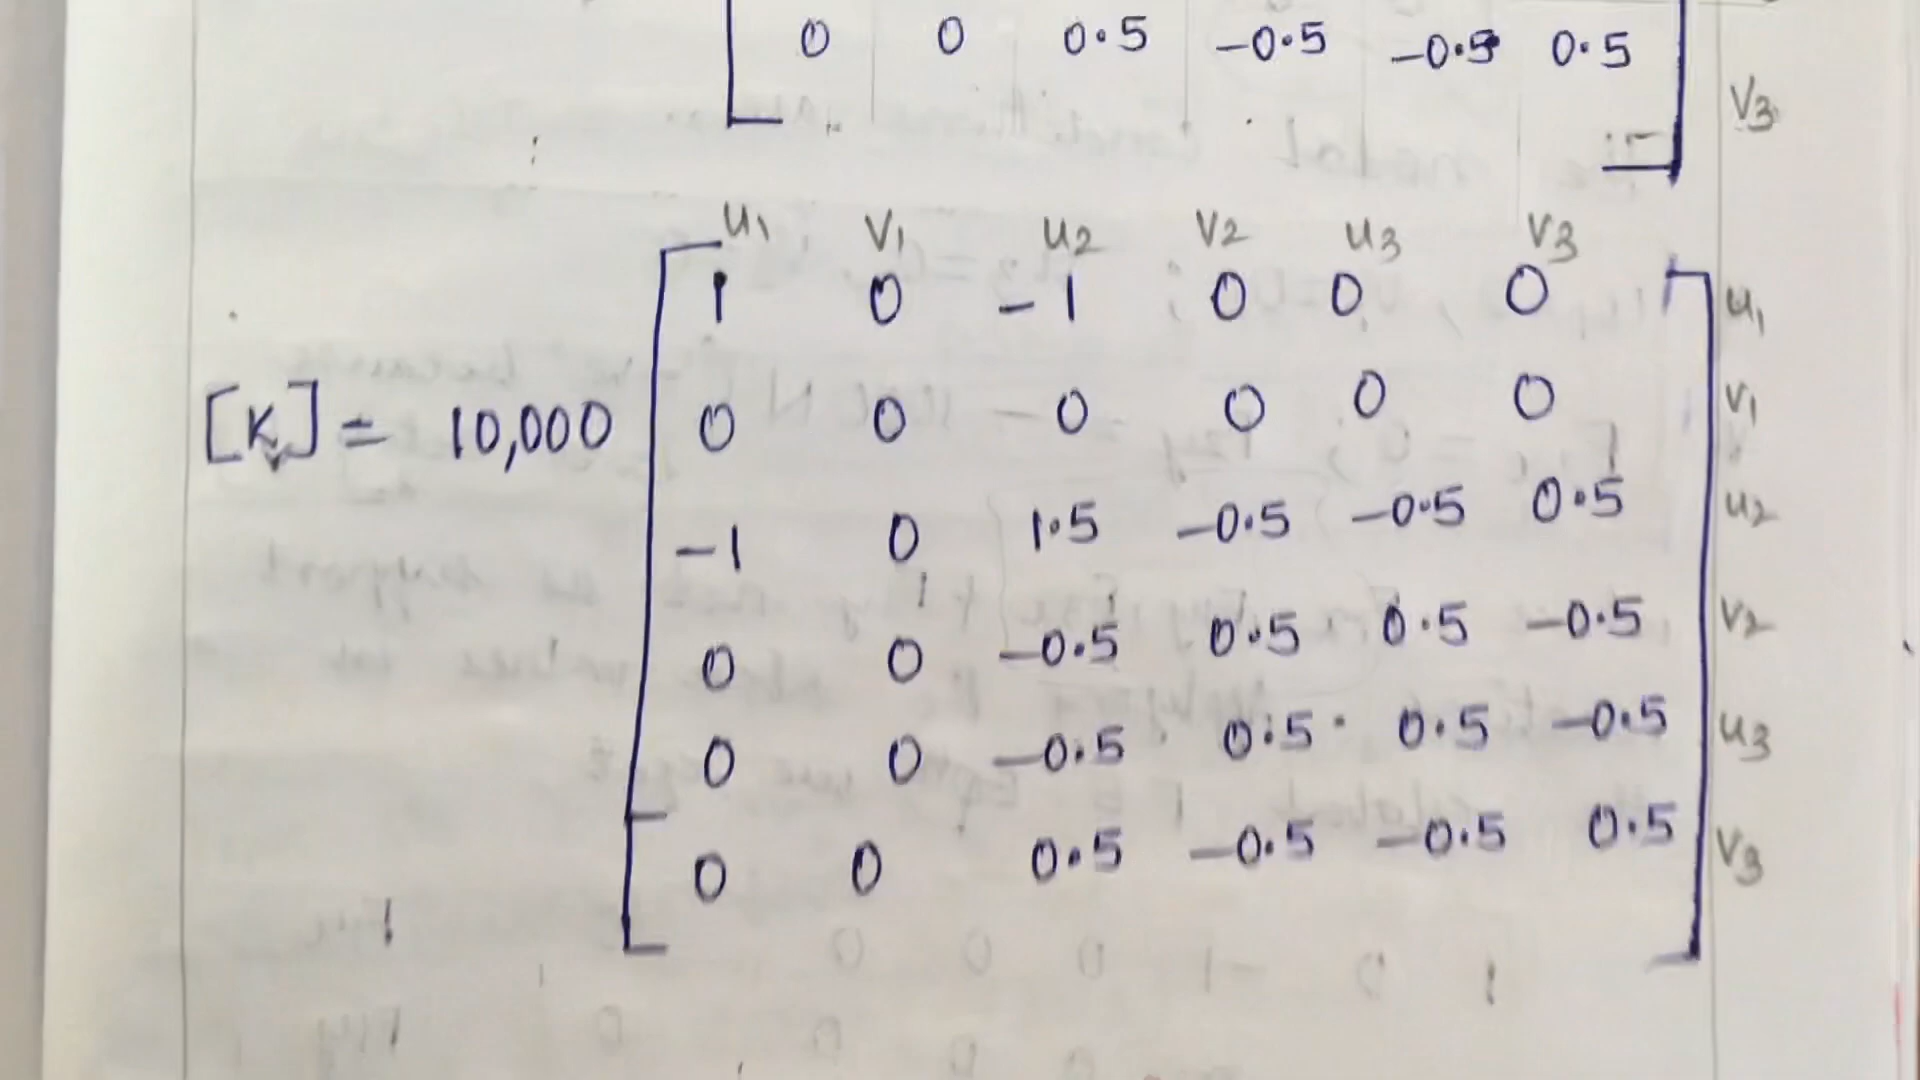 0 0 0.5 -0.5 -0.5 0.5
V3
u1 V1 u2 V2 u3 V3
1 0 -1 0 0 0 u1
[K] = 10,000 0 0 0 0 0 0 V1
-1 0 1.5 -0.5 -0.5 0.5 u2
0 0 -0.5 0.5 0.5 -0.5 V2
0 0 -0.5 0.5 0.5 -0.5 u3
0 0 0.5 -0.5 -0.5 0.5 V3